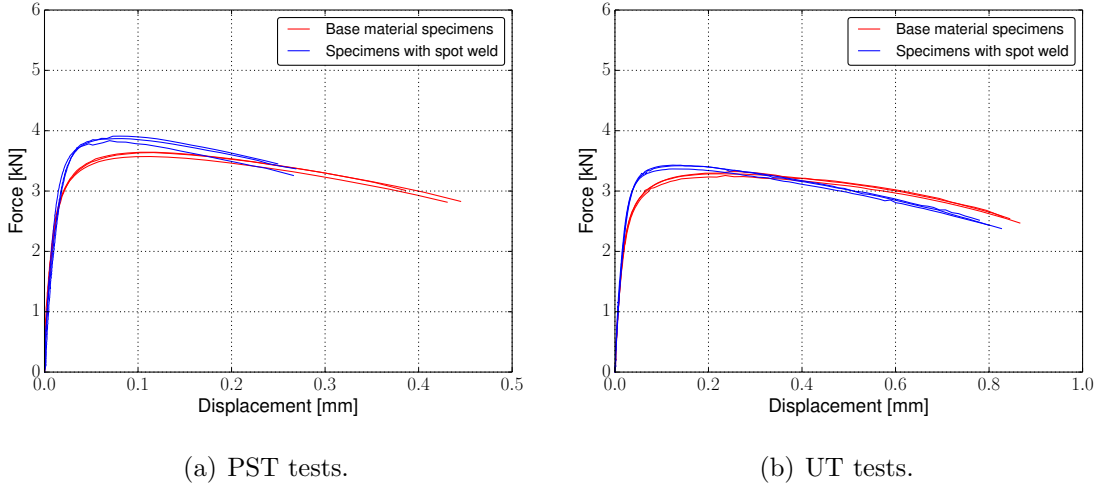 6
5
4
3
2
1
0
0.0 0.1 0.2 0.3 0.4 0.5
Force [kN]
Displacement [mm]
Base material specimens
Specimens with spot weld
(a) PST tests.
6
5
4
3
2
1
0
0.0 0.2 0.4 0.6 0.8 1.0
Force [kN]
Displacement [mm]
Base material specimens
Specimens with spot weld
(b) UT tests.